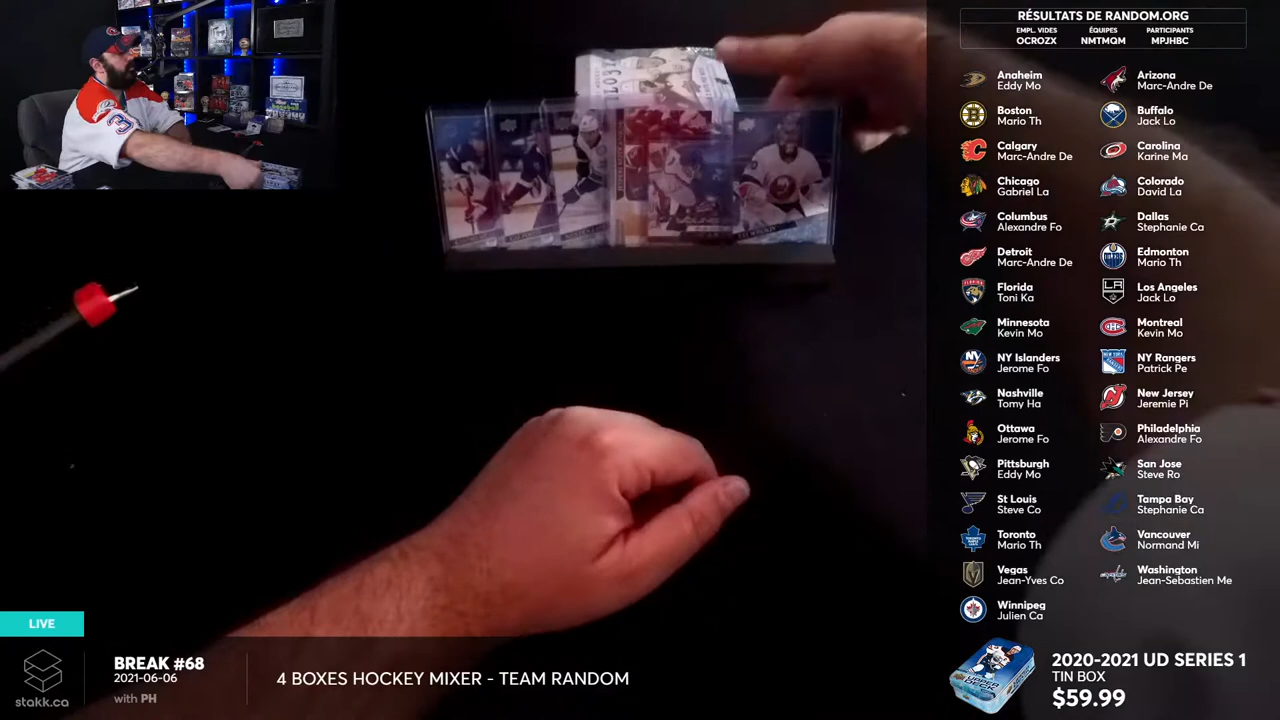 RÉSULTATS DE RANDOM.ORG
EMPL. VIDES
OCROZX
ÉQUIPES
NMTMQM
PARTICIPANTS
MPJHBC
Anaheim
Eddy Mo
Arizona
Marc-Andre De
Boston
Mario Th
Buffalo
Jack Lo
Calgary
Marc-Andre De
Carolina
Karine Ma
Chicago
Gabriel La
Colorado
David La
Columbus
Alexandre Fo
Dallas
Stephanie Ca
Detroit
Marc-Andre De
Edmonton
Mario Th
Florida
Toni Ka
Los Angeles
Jack Lo
Minnesota
Kevin Mo
Montreal
Kevin Mo
NY Islanders
Jerome Fo
NY Rangers
Patrick Pe
Nashville
Tomy Ha
New Jersey
Jeremie Pi
Ottawa
Jerome Fo
Philadelphia
Alexandre Fo
Pittsburgh
Eddy Mo
San Jose
Steve Ro
St Louis
Steve Co
Tampa Bay
Stephanie Ca
Toronto
Mario Th
Vancouver
Normand Mi
Vegas
Jean-Yves Co
Washington
Jean-Sebastien Me
Winnipeg
Julien Ca
LIVE
stakk.ca
BREAK #68
2021-06-06
with PH
4 BOXES HOCKEY MIXER - TEAM RANDOM
2020-2021 UD SERIES 1
TIN BOX
$59.99